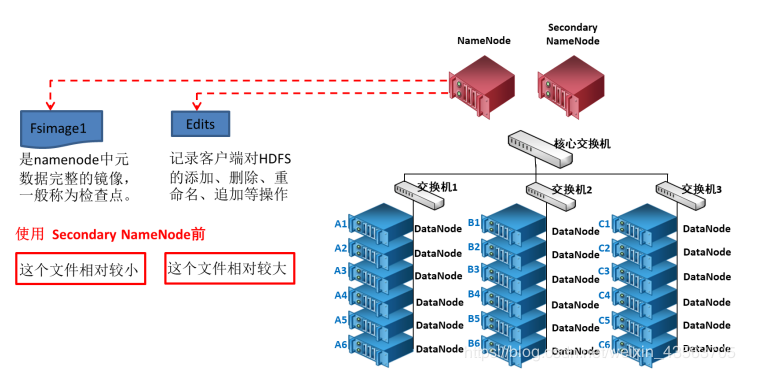 NameNode
Secondary
NameNode
Fsimage1
Edits
是namenode中元
数据完整的镜像,
一般称为检查点。
记录客户端对HDFS
的添加、删除、重
命名、追加等操作
使用 Secondary NameNode前
这个文件相对较小
这个文件相对较大
核心交换机
交换机1
交换机2
交换机3
A1
DataNode
A2
DataNode
A3
DataNode
A4
DataNode
A5
DataNode
A6
DataNode
B1
DataNode
B2
DataNode
B3
DataNode
B4
DataNode
B5
DataNode
B6
DataNode
C1
DataNode
C2
DataNode
C3
DataNode
C4
DataNode
C5
DataNode
C6
DataNode